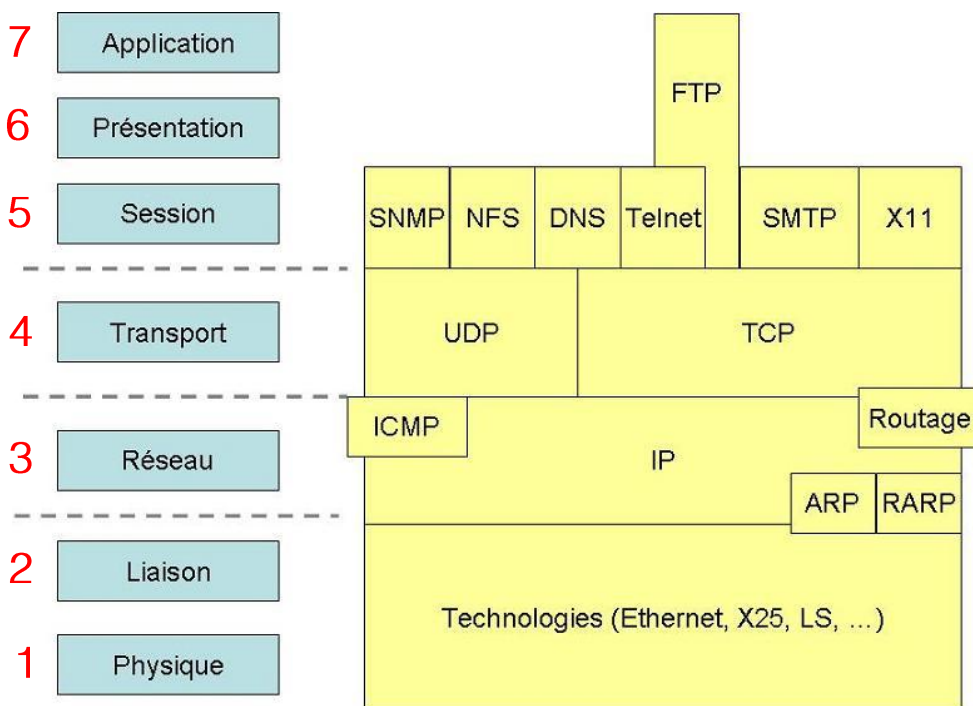 7 Application
6 Présentation
5 Session
4 Transport
3 Réseau
2 Liaison
1 Physique
FTP
SNMP NFS DNS Telnet SMTP X11
UDP TCP
ICMP IP Routage
ARP RARP
Technologies (Ethernet, X25, LS, ...)